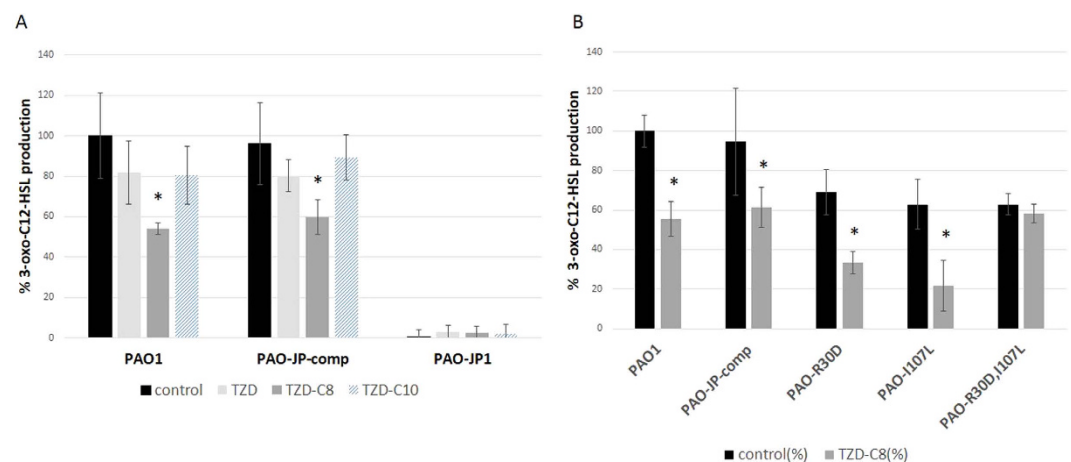 A
% 3-oxo-C12-HSL production
140
120
100
80
60
40
20
0
*
*
PAO1 PAO-JP-comp PAO-JP1
control TZD TZD-C8 TZD-C10
B
% 3-oxo-C12-HSL production
140
120
100
80
60
40
20
0
*
*
*
*
PAO1
PAO-JP-comp
PAO-R30D
PAO-I107L
PAO-R30D,I107L
control(%) TZD-C8(%)